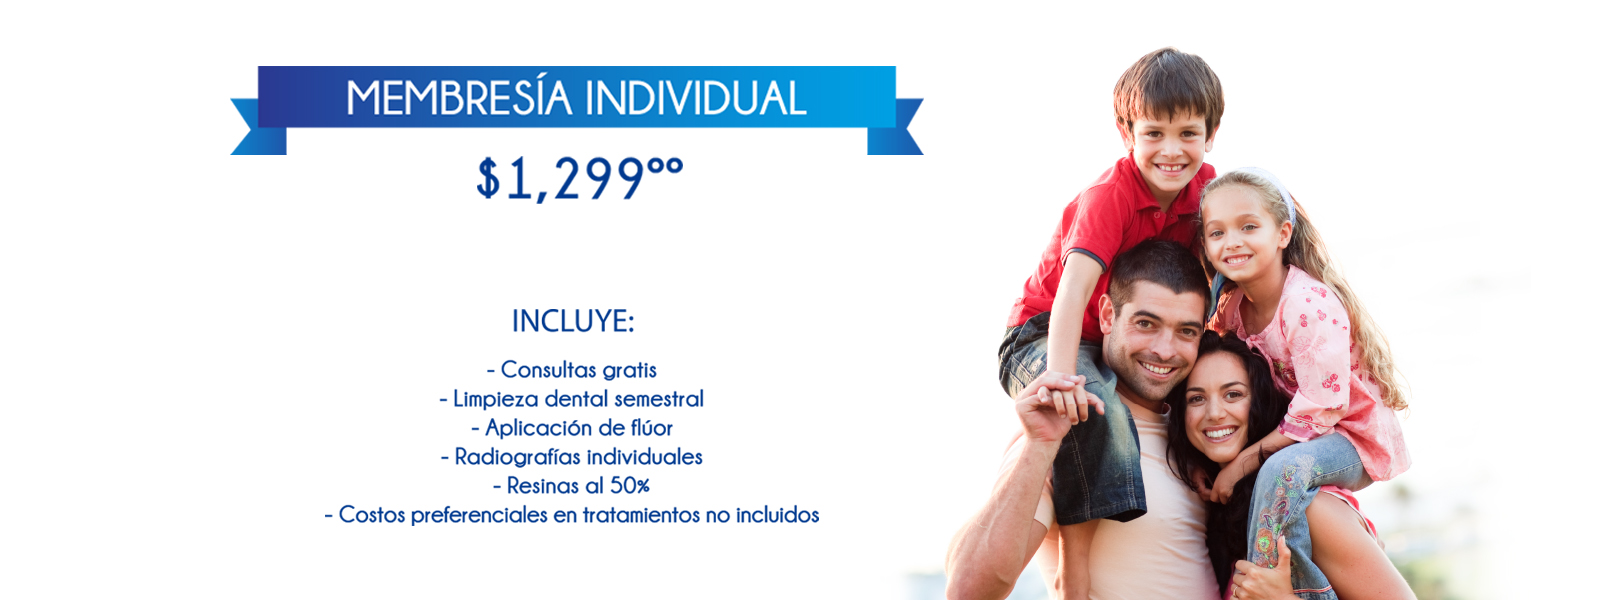 MEMBRESÍA INDIVIDUAL
$1,299°°
INCLUYE:
- Consultas gratis
- Limpieza dental semestral
- Aplicación de flúor
- Radiografías individuales
- Resinas al 50%
- Costos preferenciales en tratamientos no incluidos